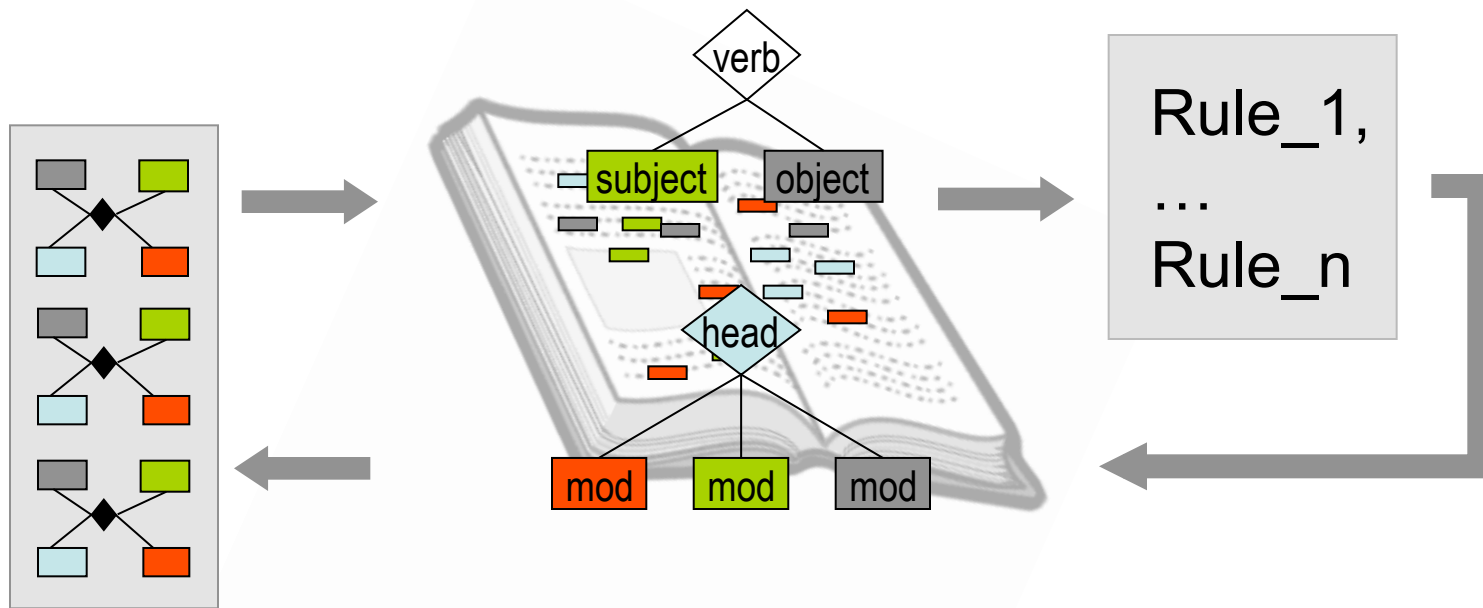 verb
subject
object
head
mod
mod
mod
Rule_1,
…
Rule_n